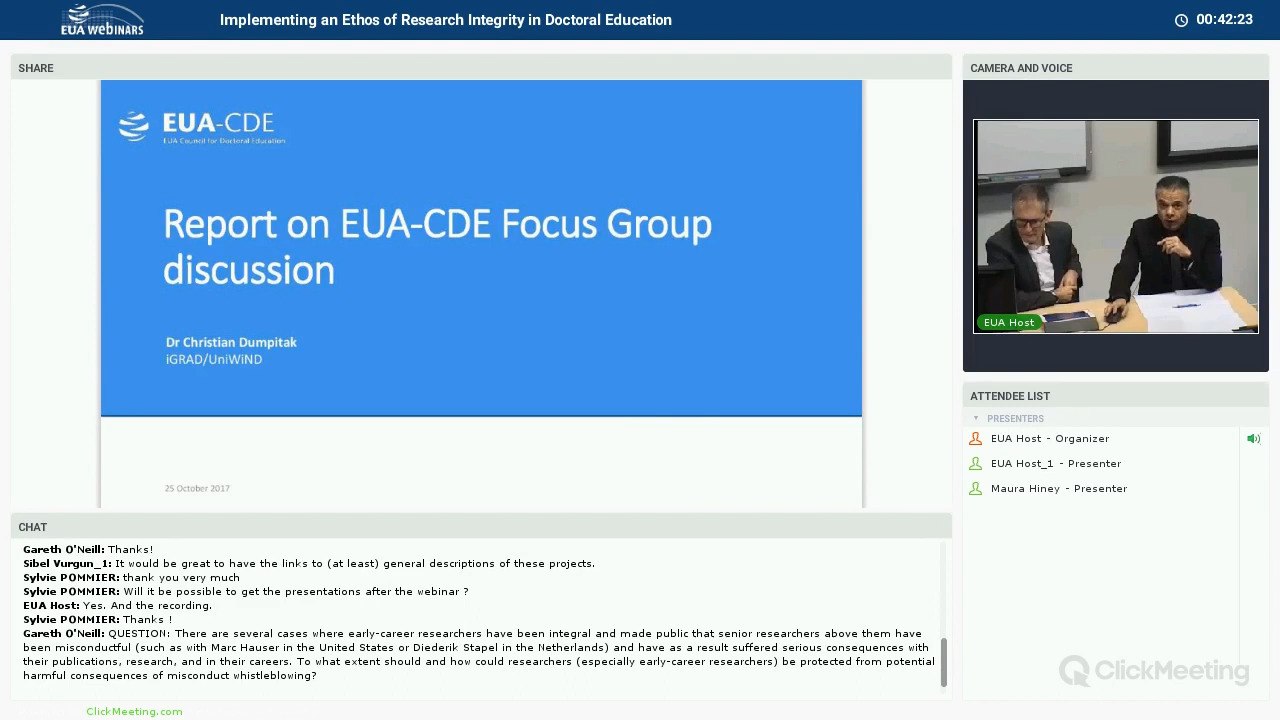 EUA WEBINARS
Implementing an Ethos of Research Integrity in Doctoral Education
00:42:23
SHARE
EUA-CDE
EUA Council for Doctoral Education
Report on EUA-CDE Focus Group
discussion
Dr Christian Dumpitak
iGRAD/UniWiND
25 October 2017
CAMERA AND VOICE
EUA Host
ATTENDEE LIST
PRESENTERS
EUA Host - Organizer
EUA Host_1 - Presenter
Maura Hiney - Presenter
CHAT
Gareth O'Neill: Thanks!
Sibel Vurgun_1: It would be great to have the links to (at least) general descriptions of these projects.
Sylvie POMMIER: thank you very much
Sylvie POMMIER: Will it be possible to get the presentations after the webinar ?
EUA Host: Yes. And the recording.
Sylvie POMMIER: Thanks !
Gareth O'Neill: QUESTION: There are several cases where early-career researchers have been integral and made public that senior researchers above them have
been misconductful (such as with Marc Hauser in the United States or Diederik Stapel in the Netherlands) and have as a result suffered serious consequences with
their publications, research, and in their careers. To what extent should and how could researchers (especially early-career researchers) be protected from potential
harmful consequences of misconduct whistleblowing?
ClickMeeting
ClickMeeting.com